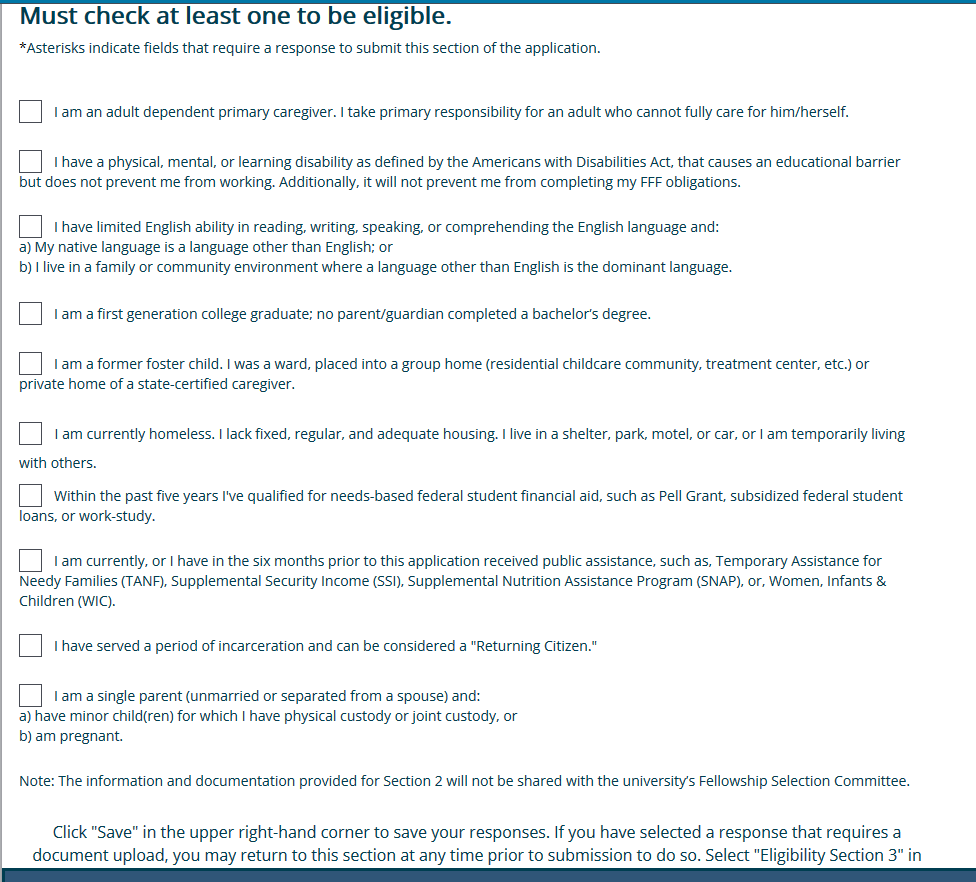 Must check at least one to be eligible.
*Asterisks indicate fields that require a response to submit this section of the application.
I am an adult dependent primary caregiver. I take primary responsibility for an adult who cannot fully care for him/herself.
I have a physical, mental, or learning disability as defined by the Americans with Disabilities Act, that causes an educational barrier
but does not prevent me from working. Additionally, it will not prevent me from completing my FFF obligations.
I have limited English ability in reading, writing, speaking, or comprehending the English language and:
a) My native language is a language other than English; or
b) I live in a family or community environment where a language other than English is the dominant language.
I am a first generation college graduate; no parent/guardian completed a bachelor's degree.
I am a former foster child. I was a ward, placed into a group home (residential childcare community, treatment center, etc.) or
private home of a state-certified caregiver.
I am currently homeless. I lack fixed, regular, and adequate housing. I live in a shelter, park, motel, or car, or I am temporarily living
with others.
Within the past five years I've qualified for needs-based federal student financial aid, such as Pell Grant, subsidized federal student
loans, or work-study.
I am currently, or I have in the six months prior to this application received public assistance, such as, Temporary Assistance for
Needy Families (TANF), Supplemental Security Income (SSI), Supplemental Nutrition Assistance Program (SNAP), or, Women, Infants &
Children (WIC).
I have served a period of incarceration and can be considered a "Returning Citizen."
I am a single parent (unmarried or separated from a spouse) and:
a) have minor child(ren) for which I have physical custody or joint custody, or
b) am pregnant.
Note: The information and documentation provided for Section 2 will not be shared with the university's Fellowship Selection Committee.
Click "Save" in the upper right-hand corner to save your responses. If you have selected a response that requires a
document upload, you may return to this section at any time prior to submission to do so. Select "Eligibility Section 3" in